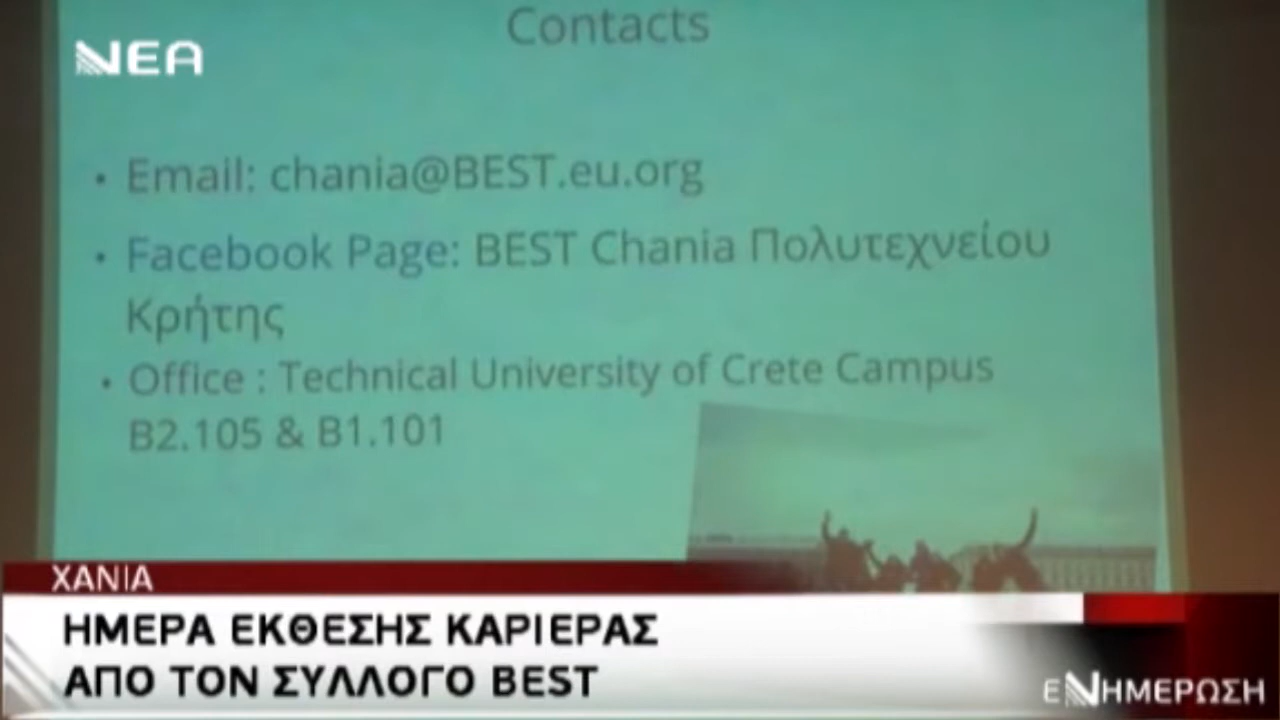 Contacts
ΝΕΑ
• Email: chania@BEST.eu.org
• Facebook Page: BEST Chania Πολυτεχνείου
Κρήτης
• Office : Technical University of Crete Campus
B2.105 & B1.101
ΧΑΝΙΑ
ΗΜΕΡΑ ΕΚΘΕΣΗΣ ΚΑΡΙΕΡΑΣ
ΑΠΟ ΤΟΝ ΣΥΛΛΟΓΟ BEST
ΕΝΗΜΕΡΩΣΗ